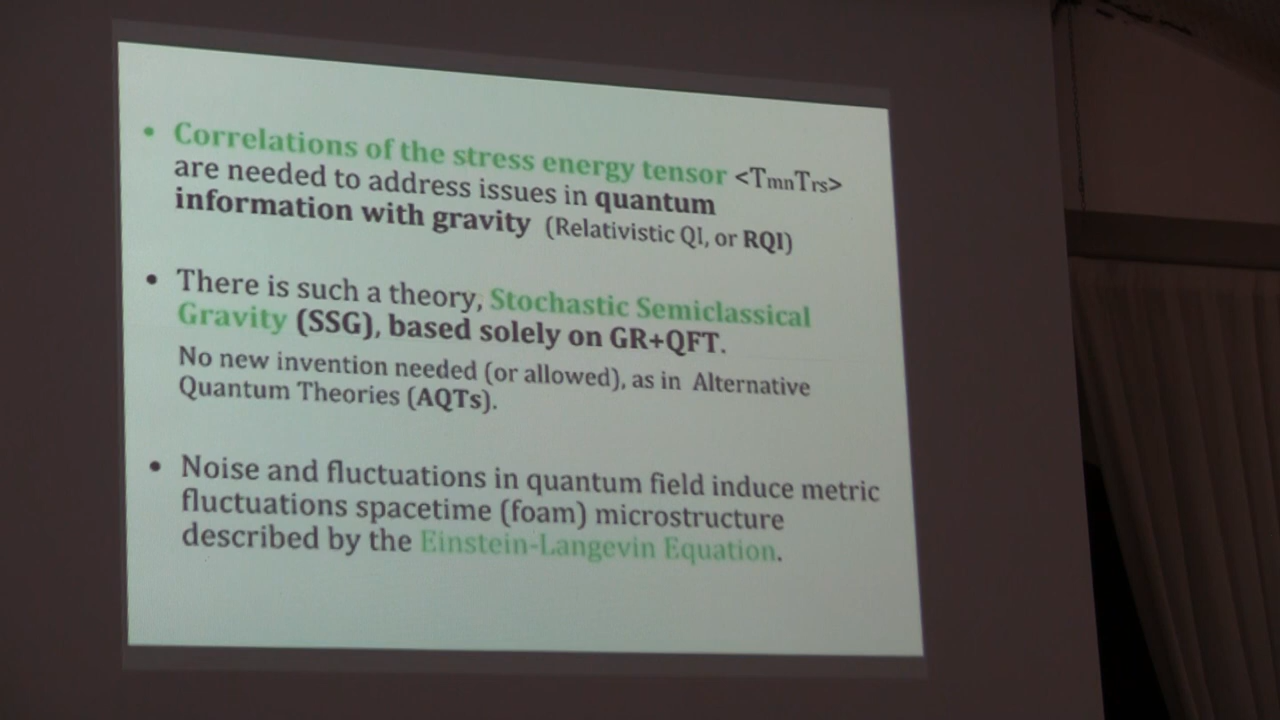 • Correlations of the stress energy tensor <TmnTrs>
are needed to address issues in quantum
information with gravity (Relativistic QI, or RQI)
• There is such a theory, Stochastic Semiclassical
Gravity (SSG), based solely on GR+QFT.
No new invention needed (or allowed), as in Alternative
Quantum Theories (AQTs).
• Noise and fluctuations in quantum field induce metric
fluctuations spacetime (foam) microstructure
described by the Einstein-Langevin Equation.